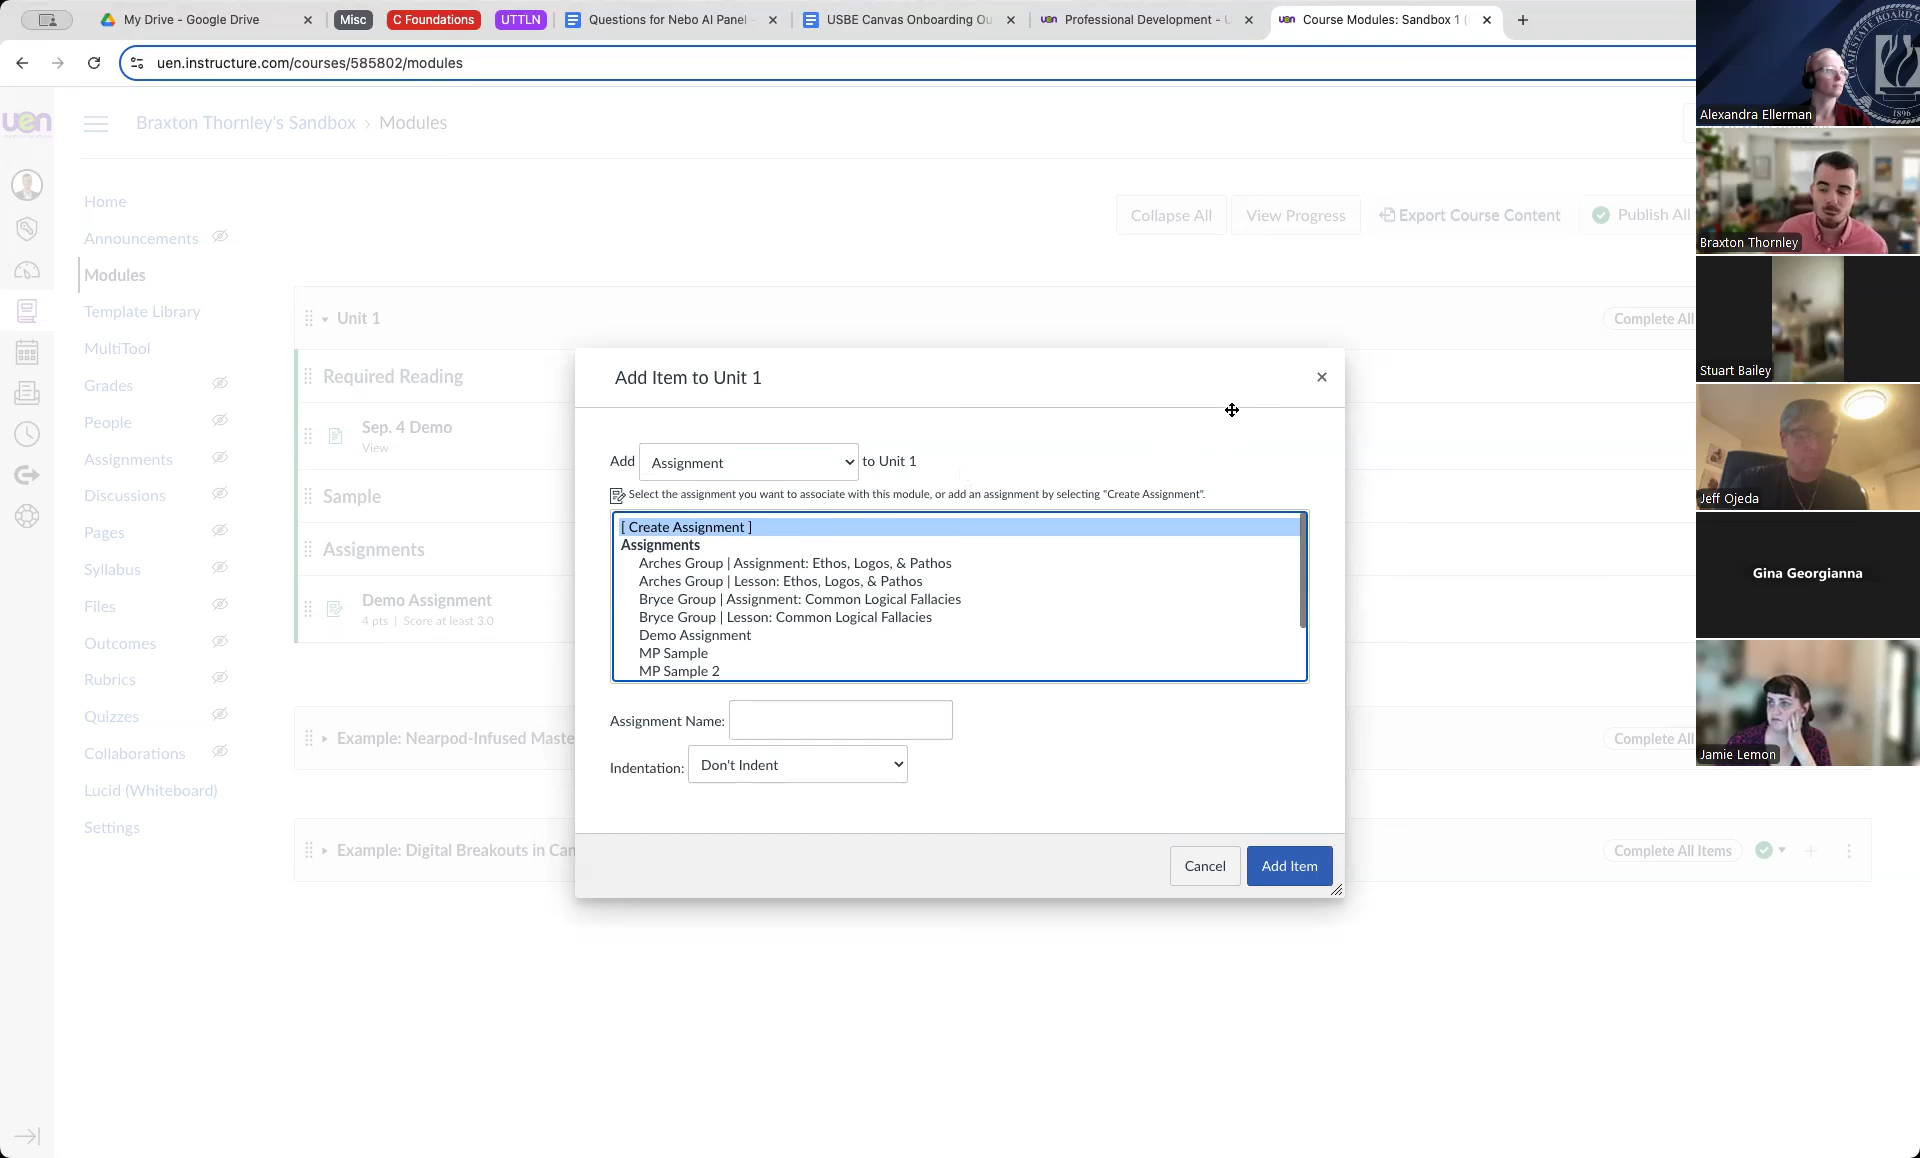 My Drive - Google Drive
Misc
C Foundations
UTTLN
Questions for Nebo AI Panel
USBE Canvas Onboarding Ou
uen Professional Development - U
uen Course Modules: Sandbox 1 (
uen.instructure.com/courses/585802/modules
uen
Braxton Thornley's Sandbox › Modules
Home
Announcements
Modules
Template Library
MultiTool
Grades
People
Assignments
Discussions
Pages
Syllabus
Files
Outcomes
Rubrics
Quizzes
Collaborations
Lucid (Whiteboard)
Settings
Collapse All
View Progress
Export Course Content
Publish All
Unit 1
Complete All
Required Reading
Sep. 4 Demo
View
Sample
Assignments
Demo Assignment
4 pts | Score at least 3.0
Example: Nearpod-Infused Maste
Complete All
Example: Digital Breakouts in Can
Complete All Items
Add Item to Unit 1
Add Assignment to Unit 1
Select the assignment you want to associate with this module, or add an assignment by selecting "Create Assignment".
[ Create Assignment ]
Assignments
Arches Group | Assignment: Ethos, Logos, & Pathos
Arches Group | Lesson: Ethos, Logos, & Pathos
Bryce Group | Assignment: Common Logical Fallacies
Bryce Group | Lesson: Common Logical Fallacies
Demo Assignment
MP Sample
MP Sample 2
Assignment Name:
Indentation: Don't Indent
Cancel
Add Item
UTAH STATE BOARD O
1896
Alexandra Ellerman
Braxton Thornley
Stuart Bailey
Jeff Ojeda
Gina Georgianna
Jamie Lemon